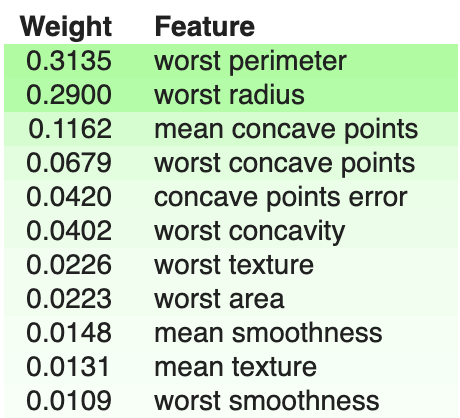 Weight Feature
0.3135 worst perimeter
0.2900 worst radius
0.1162 mean concave points
0.0679 worst concave points
0.0420 concave points error
0.0402 worst concavity
0.0226 worst texture
0.0223 worst area
0.0148 mean smoothness
0.0131 mean texture
0.0109 worst smoothness